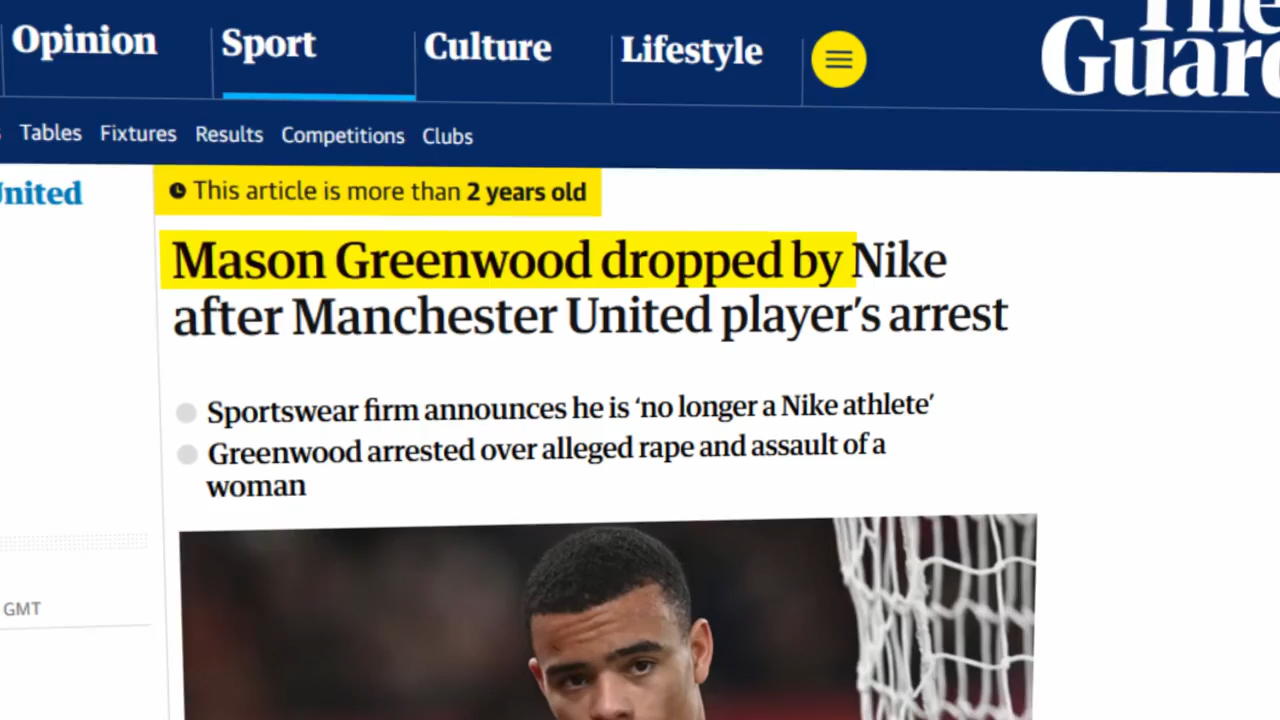 Opinion
Sport
Culture
Lifestyle
The
Guard
Tables
Fixtures
Results
Competitions
Clubs
United
This article is more than 2 years old
Mason Greenwood dropped by Nike
after Manchester United player's arrest
Sportswear firm announces he is 'no longer a Nike athlete'
Greenwood arrested over alleged rape and assault of a
woman
GMT